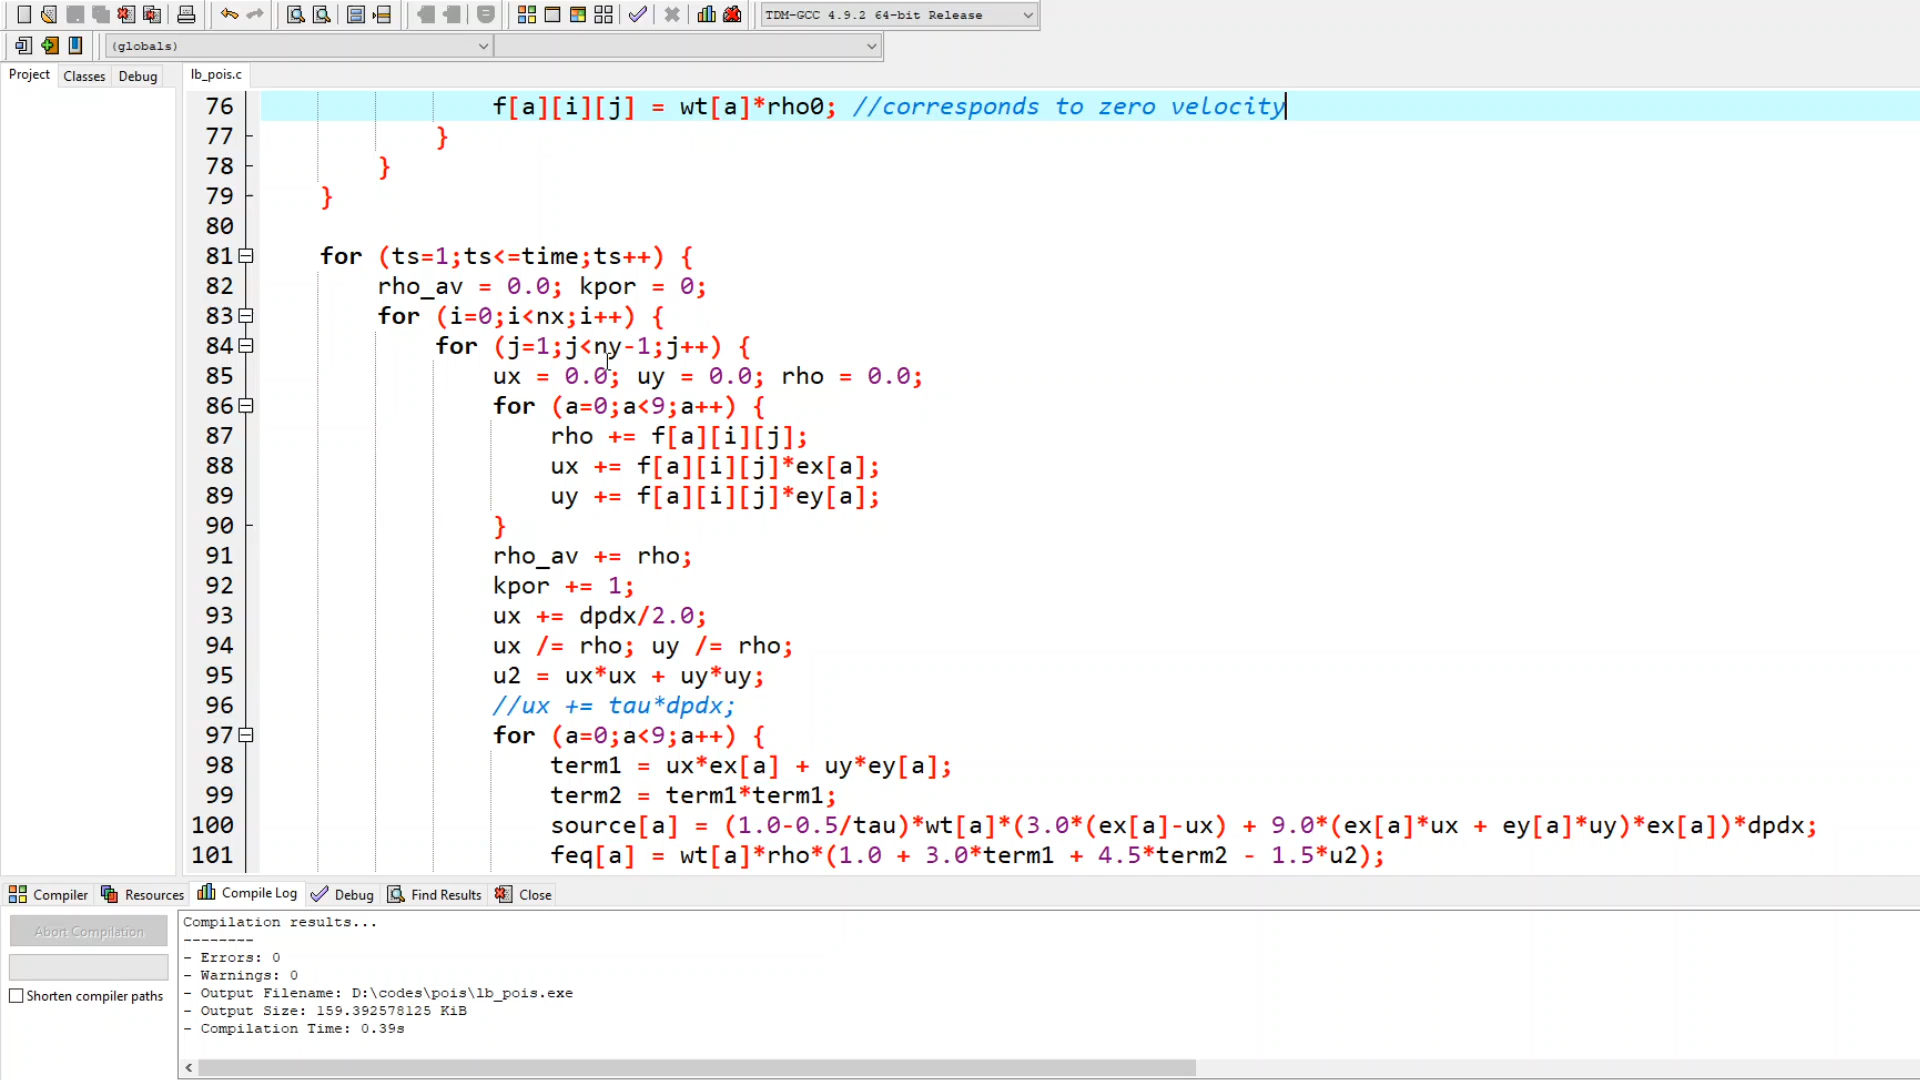 TDM-GCC 4.9.2 64-bit Release
(globals)
Project Classes Debug lb_pois.c
76 f[a][i][j] = wt[a]*rho0; //corresponds to zero velocity
77 }
78 }
79 }
80
81 for (ts=1;ts<=time;ts++) {
82 rho_av = 0.0; kpor = 0;
83 for (i=0;i<nx;i++) {
84 for (j=1;j<ny-1;j++) {
85 ux = 0.0; uy = 0.0; rho = 0.0;
86 for (a=0;a<9;a++) {
87 rho += f[a][i][j];
88 ux += f[a][i][j]*ex[a];
89 uy += f[a][i][j]*ey[a];
90 }
91 rho_av += rho;
92 kpor += 1;
93 ux += dpdx/2.0;
94 ux /= rho; uy /= rho;
95 u2 = ux*ux + uy*uy;
96 //ux += tau*dpdx;
97 for (a=0;a<9;a++) {
98 term1 = ux*ex[a] + uy*ey[a];
99 term2 = term1*term1;
100 source[a] = (1.0-0.5/tau)*wt[a]*(3.0*(ex[a]-ux) + 9.0*(ex[a]*ux + ey[a]*uy)*ex[a])*dpdx;
101 feq[a] = wt[a]*rho*(1.0 + 3.0*term1 + 4.5*term2 - 1.5*u2);
Compiler Resources Compile Log Debug Find Results Close
Abort Compilation
Shorten compiler paths
Compilation results...
--------
- Errors: 0
- Warnings: 0
- Output Filename: D:\codes\pois\lb_pois.exe
- Output Size: 159.392578125 KiB
- Compilation Time: 0.39s